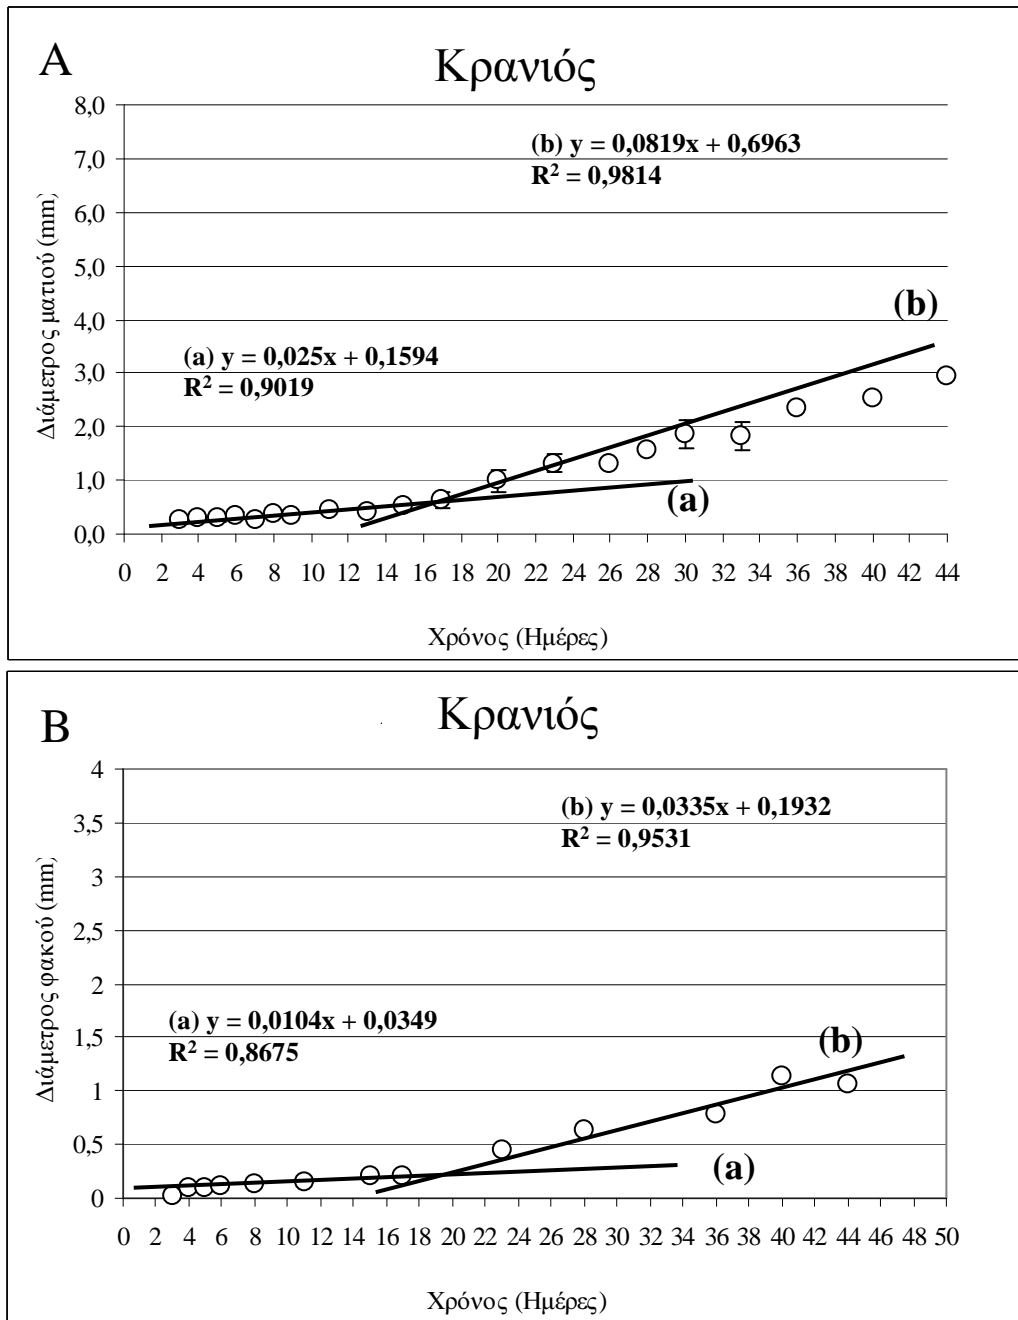 A
Κρανιός
8,0
7,0
6,0
5,0
4,0
3,0
2,0
1,0
0,0
Διάμετρος ματιού (mm)
(b) y = 0,0819x + 0,6963
R² = 0,9814
(b)
(a) y = 0,025x + 0,1594
R² = 0,9019
(a)
0 2 4 6 8 10 12 14 16 18 20 22 24 26 28 30 32 34 36 38 40 42 44
Χρόνος (Ημέρες)
B
Κρανιός
4
3,5
3
2,5
2
1,5
1
0,5
0
Διάμετρος φακού (mm)
(b) y = 0,0335x + 0,1932
R² = 0,9531
(a) y = 0,0104x + 0,0349
R² = 0,8675
(b)
(a)
0 2 4 6 8 10 12 14 16 18 20 22 24 26 28 30 32 34 36 38 40 42 44 46 48 50
Χρόνος (Ημέρες)